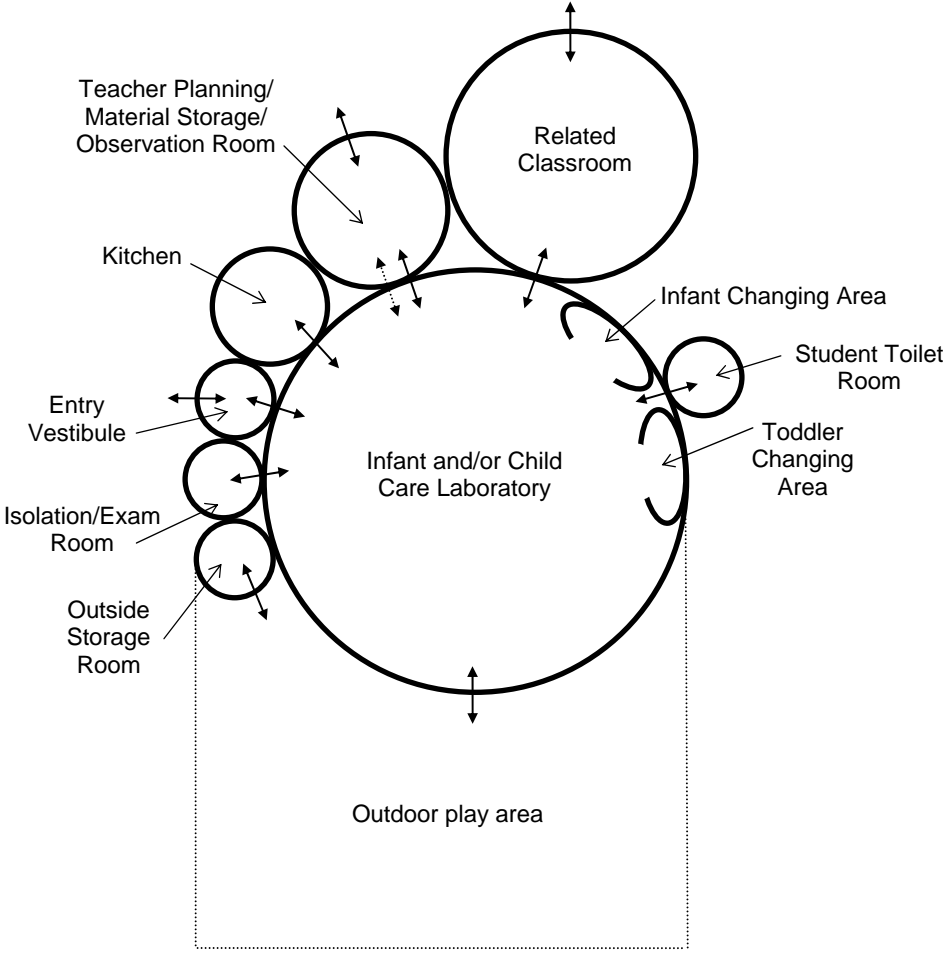 Teacher Planning/
Material Storage/
Observation Room
Related
Classroom
Kitchen
Infant Changing Area
Student Toilet
Room
Entry
Vestibule
Toddler
Changing
Area
Infant and/or Child
Care Laboratory
Isolation/Exam
Room
Outside
Storage
Room
Outdoor play area